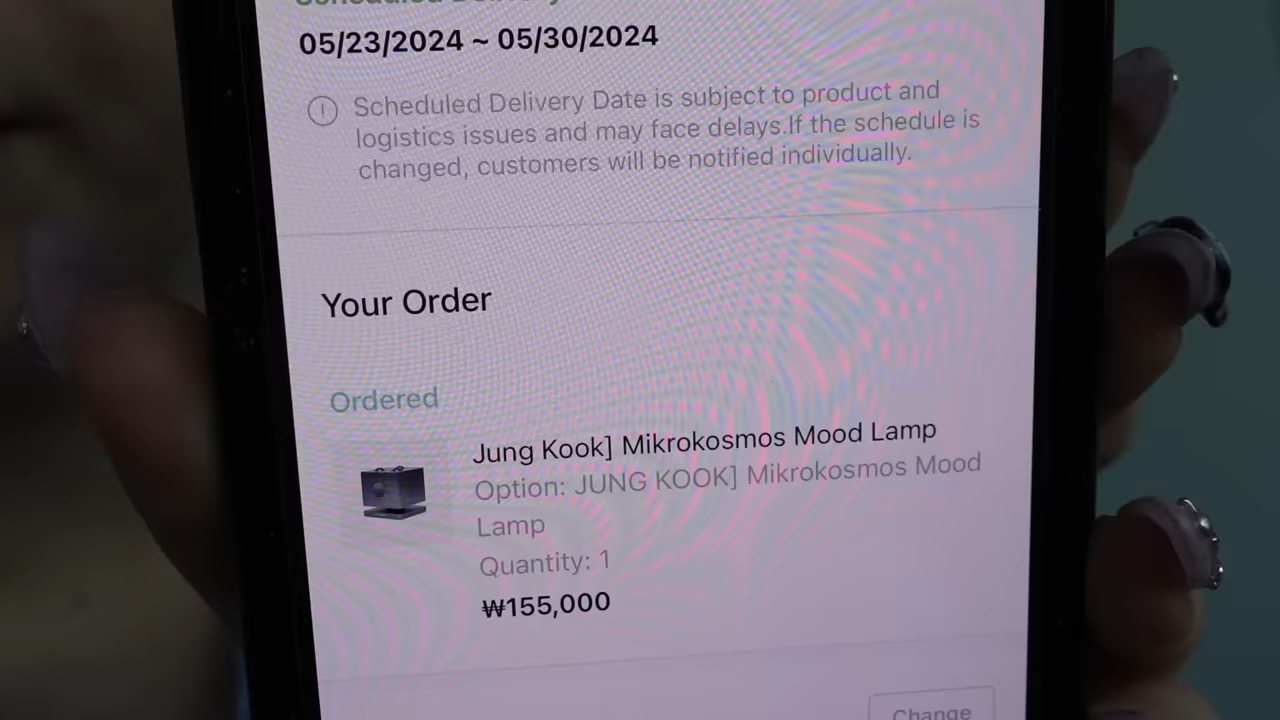 Scheduled Delivery
05/23/2024 ~ 05/30/2024
Scheduled Delivery Date is subject to product and
logistics issues and may face delays.If the schedule is
changed, customers will be notified individually.
Your Order
Ordered
Jung Kook] Mikrokosmos Mood Lamp
Option: JUNG KOOK] Mikrokosmos Mood
Lamp
Quantity: 1
₩155,000
Change